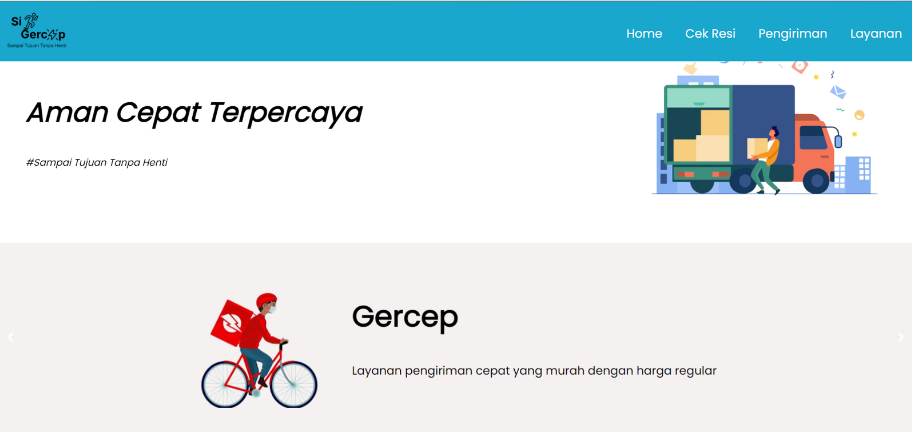 Si
Gercep
Sampai Tujuan Tanpa Henti
Home Cek Resi Pengiriman Layanan
Aman Cepat Terpercaya
#Sampai Tujuan Tanpa Henti
Gercep
Layanan pengiriman cepat yang murah dengan harga regular